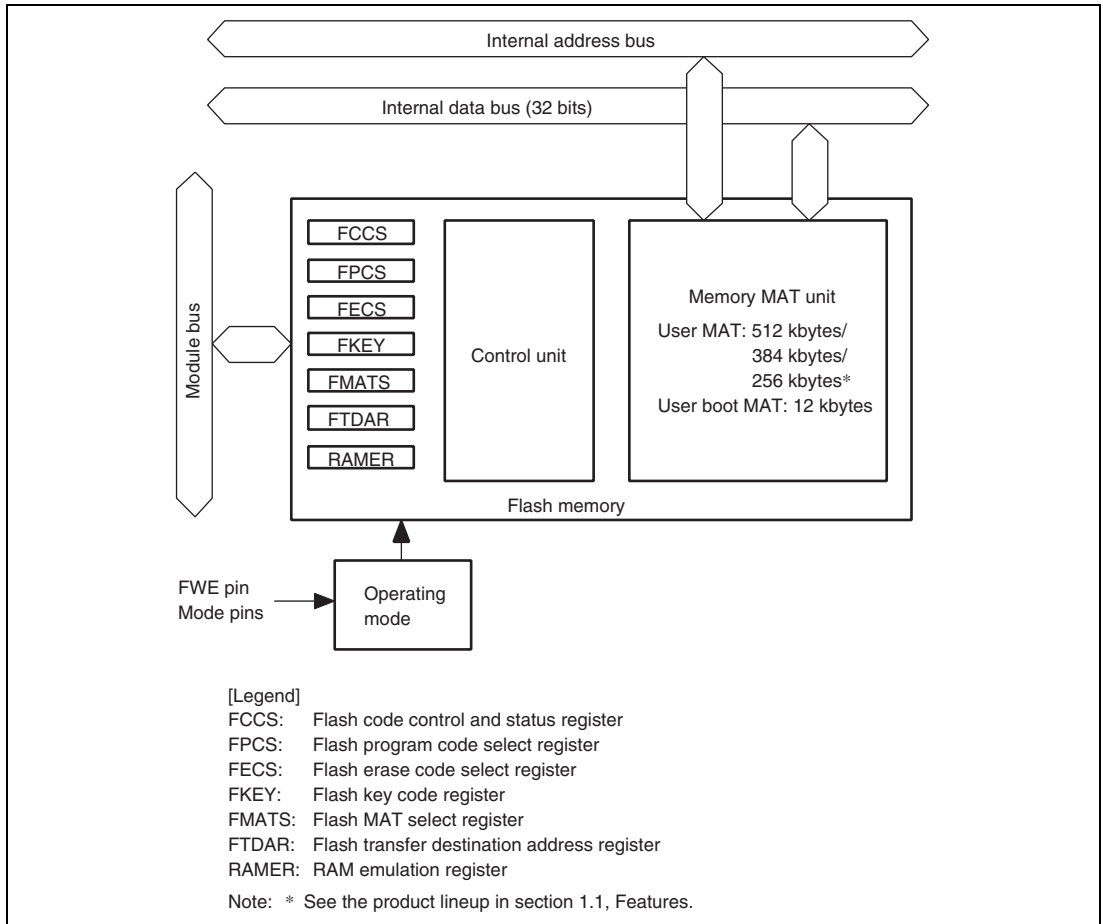 Internal address bus
Internal data bus (32 bits)
Module bus
FCCS
FPCS
FECS
FKEY
FMATS
FTDAR
RAMER
Control unit
Memory MAT unit
User MAT: 512 kbytes/
384 kbytes/
256 kbytes*
User boot MAT: 12 kbytes
Flash memory
FWE pin
Mode pins
Operating
mode
[Legend]
FCCS: Flash code control and status register
FPCS: Flash program code select register
FECS: Flash erase code select register
FKEY: Flash key code register
FMATS: Flash MAT select register
FTDAR: Flash transfer destination address register
RAMER: RAM emulation register
Note: * See the product lineup in section 1.1, Features.